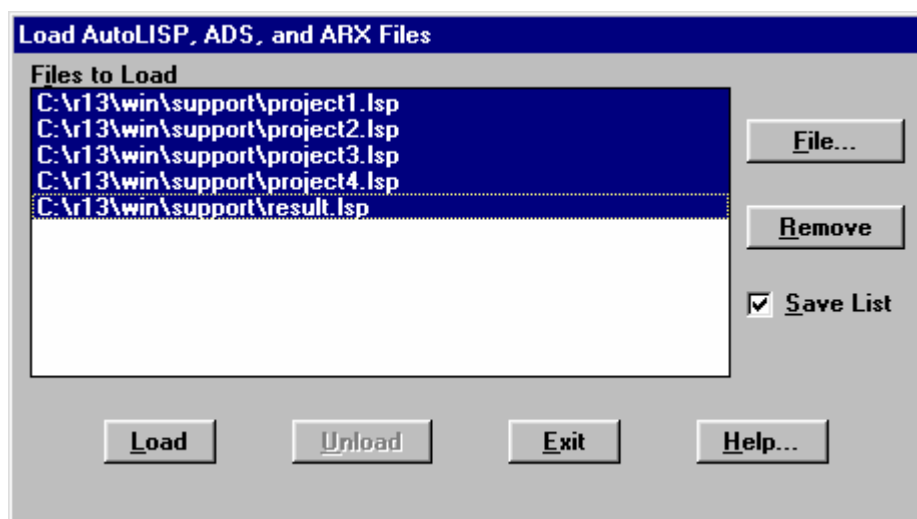 Load AutoLISP, ADS, and ARX Files
Files to Load
C:\r13\win\support\project1.lsp
C:\r13\win\support\project2.lsp
C:\r13\win\support\project3.lsp
C:\r13\win\support\project4.lsp
C:\r13\win\support\result.lsp
File...
Remove
Save List
Load Unload Exit Help...